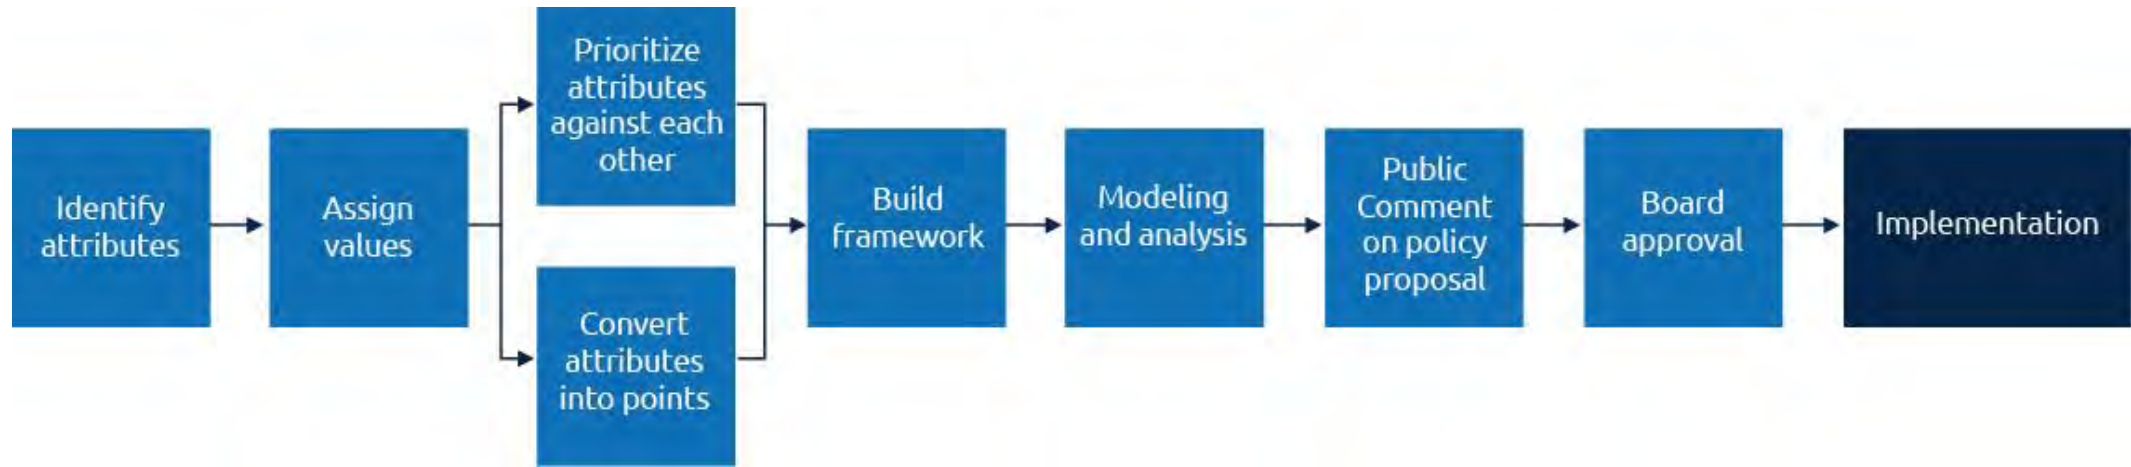 Identify
attributes
Assign
values
Prioritize
attributes
against each
other
Convert
attributes
into points
Build
framework
Modeling
and analysis
Public
Comment
on policy
proposal
Board
approval
Implementation